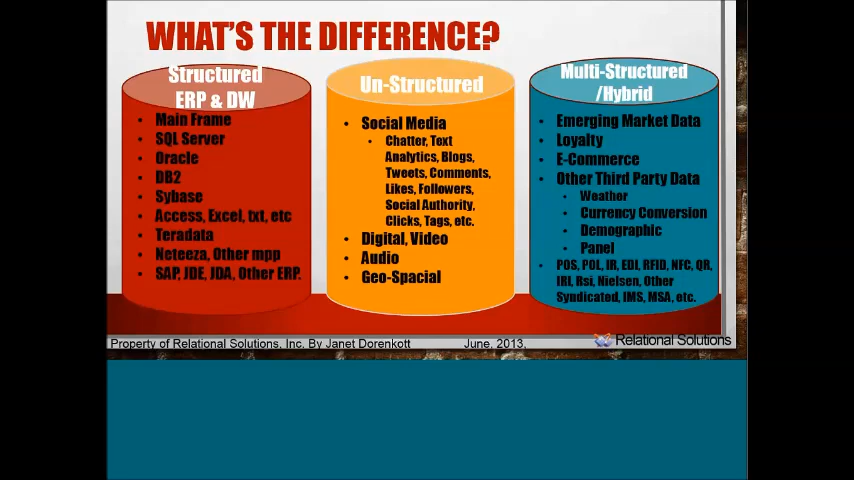 WHAT'S THE DIFFERENCE?
Structured
ERP & DW
• Main Frame
• SQL Server
• Oracle
• DB2
• Sybase
• Access, Excel, txt, etc
• Teradata
• Neteeza, Other mpp
• SAP, JDE, JDA, Other ERP.
Un-Structured
• Social Media
• Chatter, Text
Analytics, Blogs,
Tweets, Comments,
Likes, Followers,
Social Authority,
Clicks, Tags, etc.
• Digital, Video
• Audio
• Geo-Spacial
Multi-Structured
/Hybrid
• Emerging Market Data
• Loyalty
• E-Commerce
• Other Third Party Data
• Weather
• Currency Conversion
• Demographic
• Panel
• POS, POL, IR, EDI, RFID, NFC, QR,
IRI, Rsi, Nielsen, Other
Syndicated, IMS, MSA, etc.
Property of Relational Solutions, Inc. By Janet Dorenkott
June, 2013,
Relational Solutions